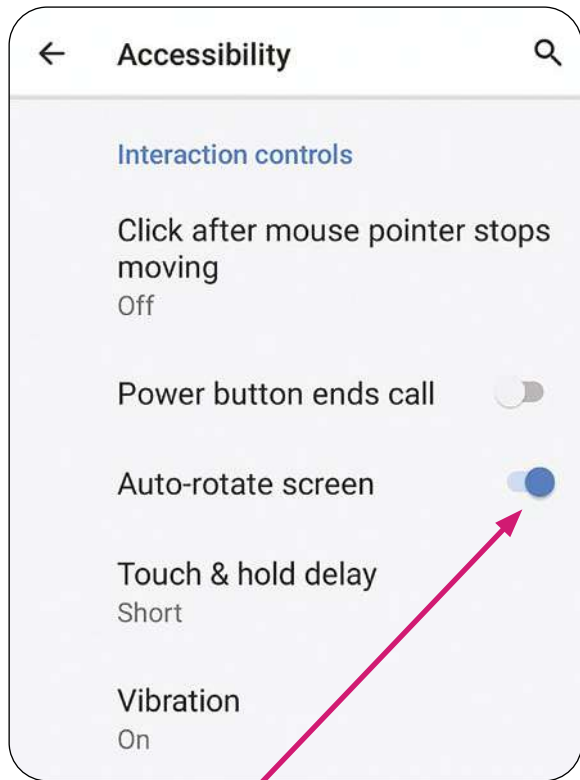 Accessibility
Interaction controls
Click after mouse pointer stops
moving
Off
Power button ends call
Auto-rotate screen
Touch & hold delay
Short
Vibration
On